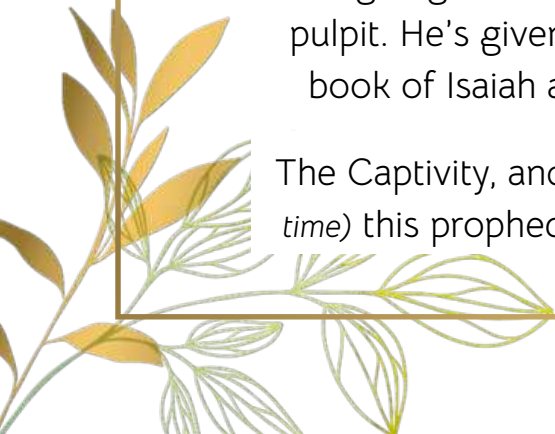 pulpit. He's given
book of Isaiah a
The Captivity, and
time) this prophec